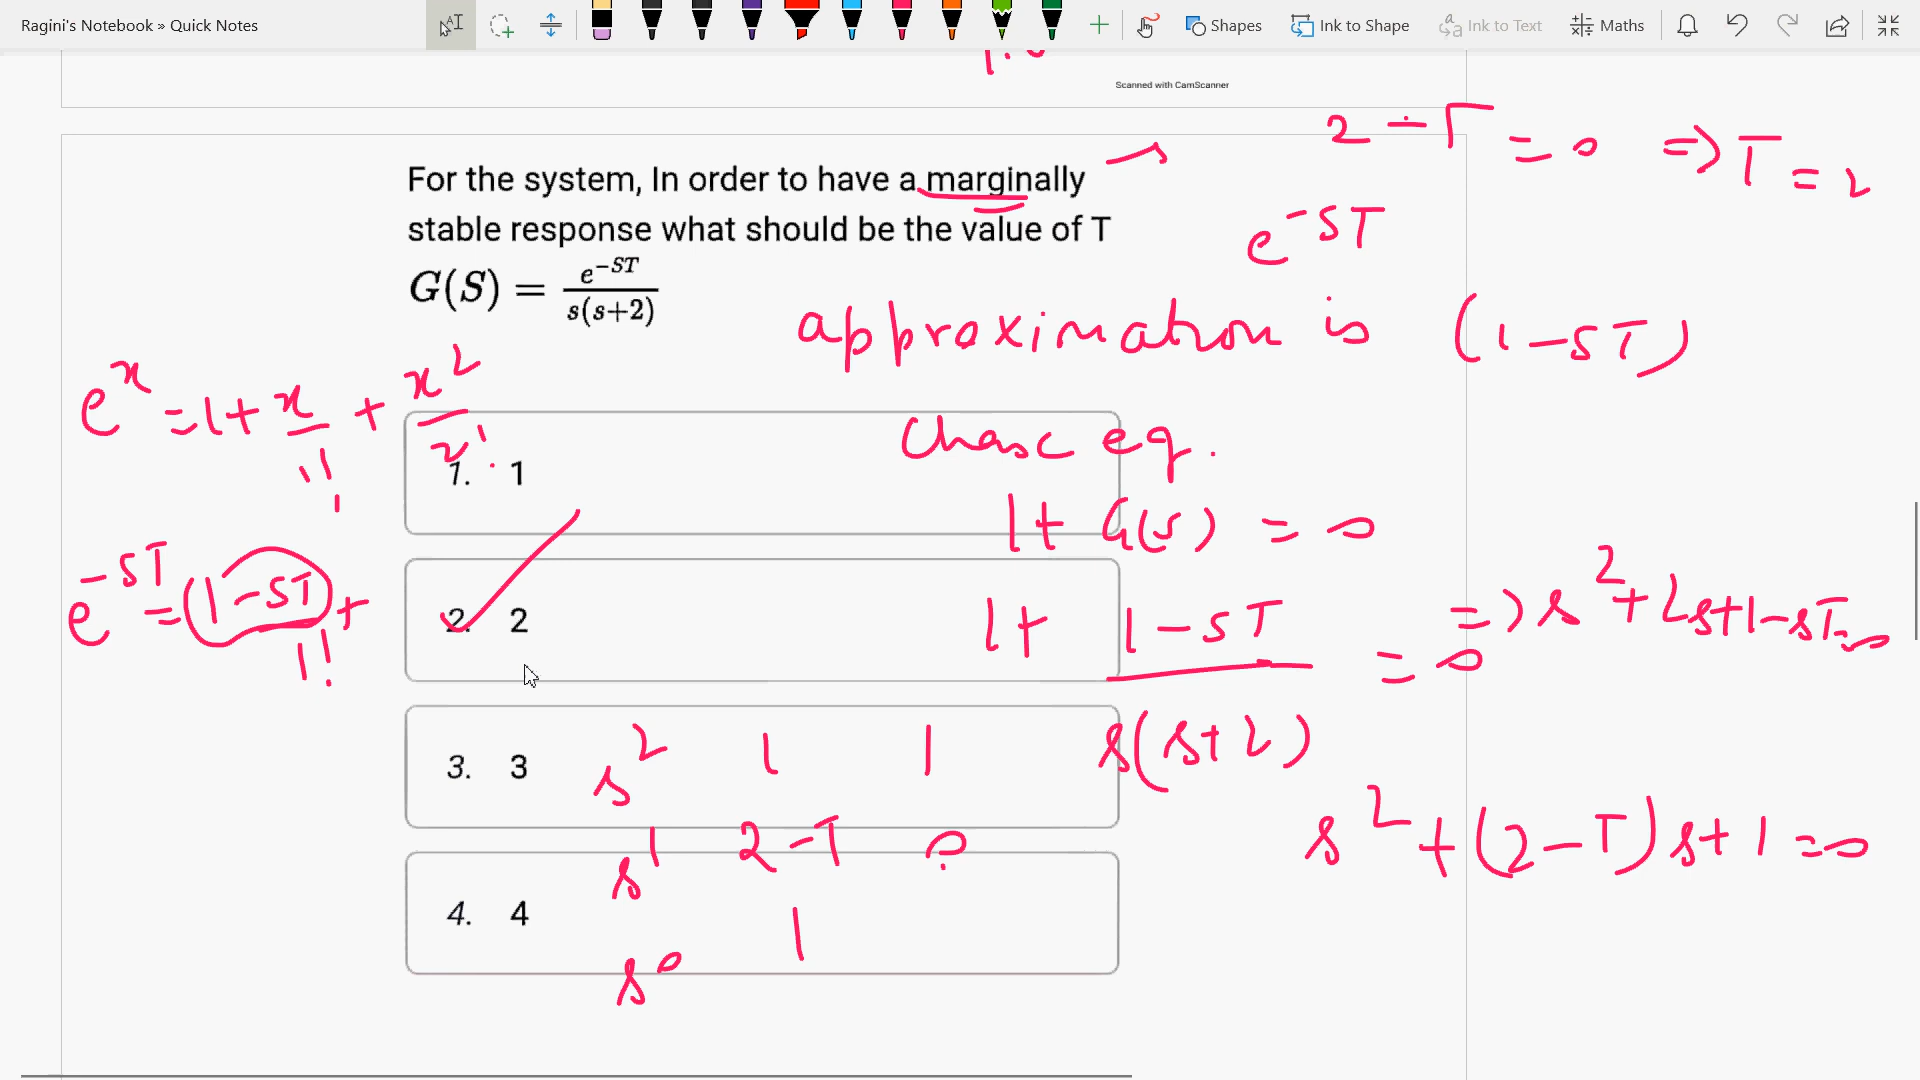 Ragini's Notebook » Quick Notes
Shapes Ink to Shape Ink to Text Maths
Scanned with CamScanner
2 - T = 0 => T = 2
For the system, In order to have a marginally
stable response what should be the value of T
G(S) = e^-ST / s(s+2)
e^-sT
approximation is (1-sT)
e^x = 1 + x/1! + x^2/2!
1. 1
Charc eq.
1 + G(s) = 0
e^-sT = (1-sT/1!) +
2. 2
1 + 1-sT / s(s+2) = 0
=> s^2+2s+1-sT=0
3. 3
s^2 1 1
s^2+(2-T)s+1=0
s^1 2-T 0
4. 4
s^0 1